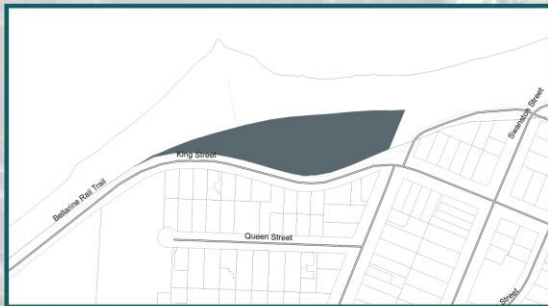 Swanston Street
King Street
Bellarine Rail Trail
Queen Street
Street